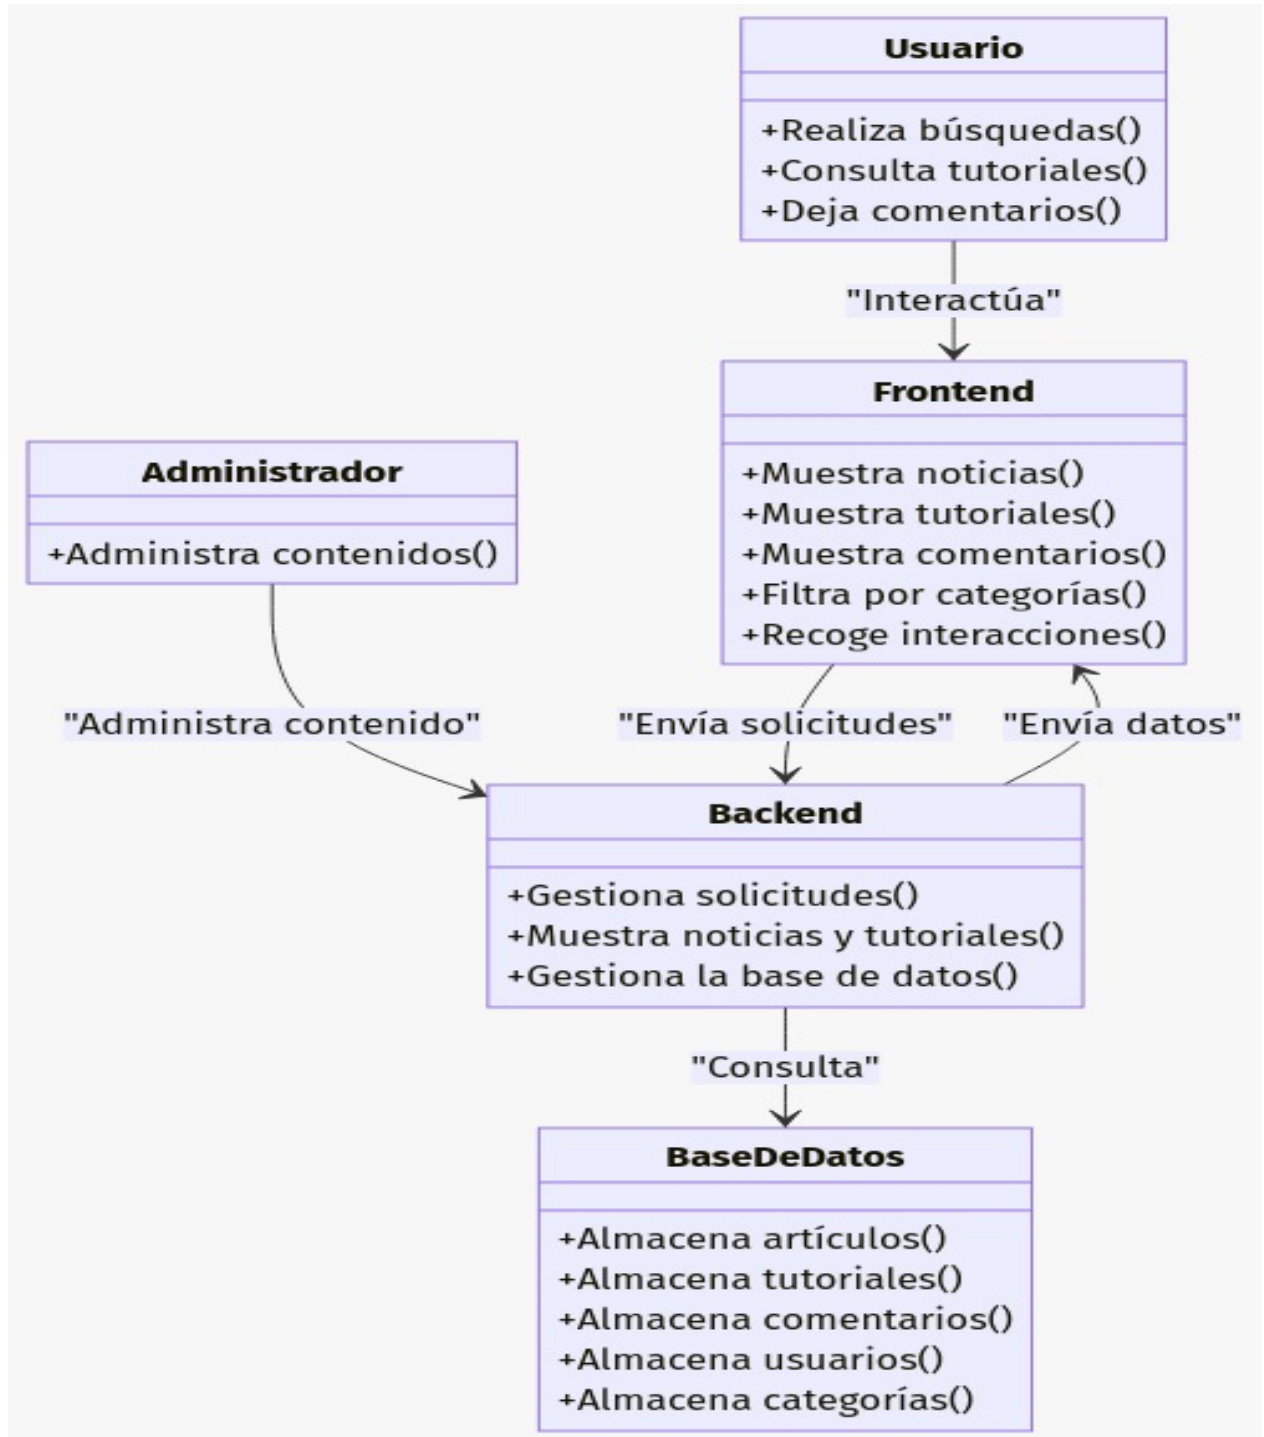 Usuario
+Realiza búsquedas()
+Consulta tutoriales()
+Deja comentarios()
"Interactúa"
Frontend
+Muestra noticias()
+Muestra tutoriales()
+Muestra comentarios()
+Filtra por categorías()
+Recoge interacciones()
Administrador
+Administra contenidos()
"Administra contenido"
"Envía solicitudes"
"Envía datos"
Backend
+Gestiona solicitudes()
+Muestra noticias y tutoriales()
+Gestiona la base de datos()
"Consulta"
BaseDeDatos
+Almacena artículos()
+Almacena tutoriales()
+Almacena comentarios()
+Almacena usuarios()
+Almacena categorías()